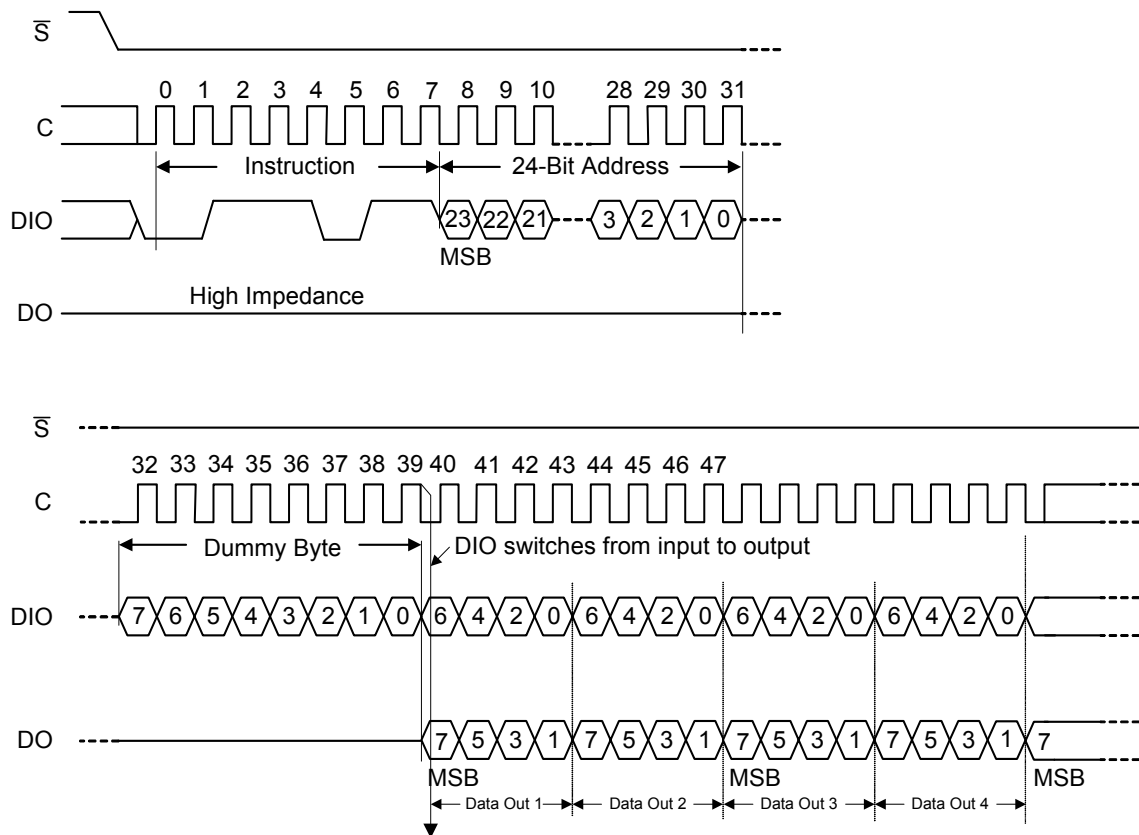 S̅
0 1 2 3 4 5 6 7 8 9 10 28 29 30 31
C
Instruction 24-Bit Address
DIO 23 22 21 3 2 1 0
MSB
High Impedance
DO
S̅
32 33 34 35 36 37 38 39 40 41 42 43 44 45 46 47
C
Dummy Byte DIO switches from input to output
DIO 7 6 5 4 3 2 1 0 6 4 2 0 6 4 2 0 6 4 2 0 6 4 2 0
DO 7 5 3 1 7 5 3 1 7 5 3 1 7 5 3 1 7
MSB MSB MSB
Data Out 1 Data Out 2 Data Out 3 Data Out 4